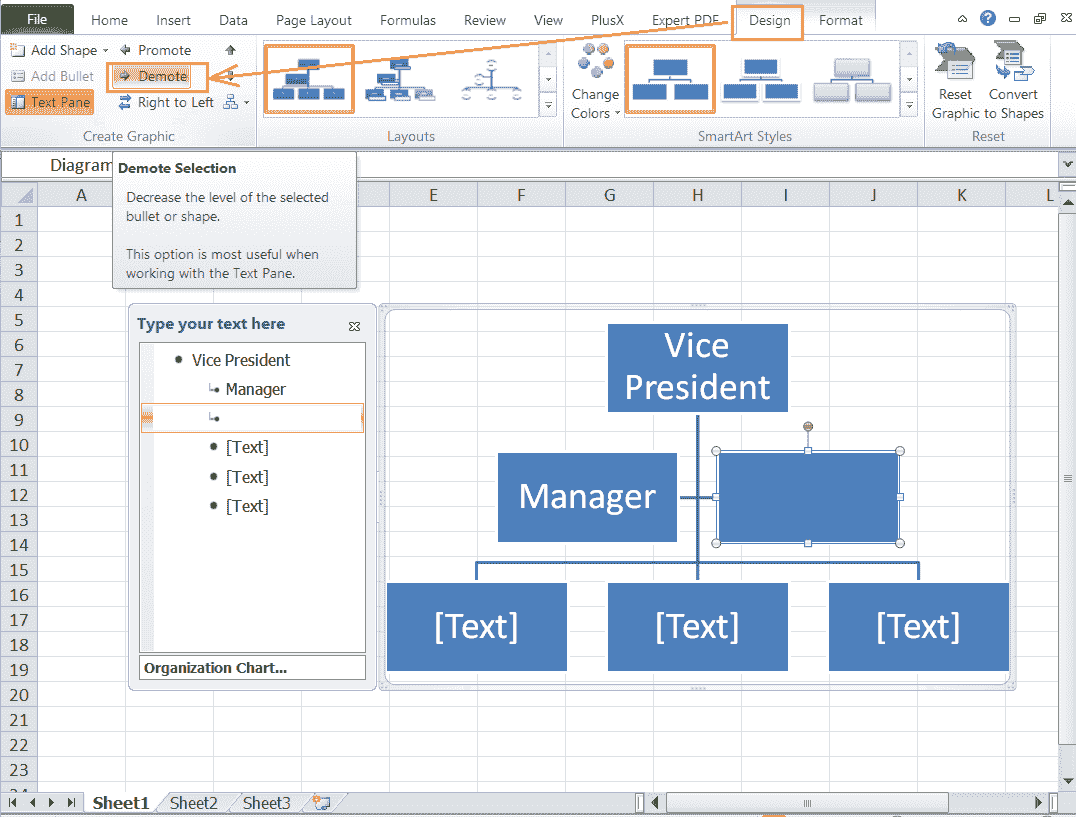 File Home Insert Data Page Layout Formulas Review View PlusX Expert PDF Design Format
Add Shape Promote
Add Bullet Demote
Text Pane Right to Left
Create Graphic
Layouts
Change
Colors
SmartArt Styles
Reset
Graphic
Convert
to Shapes
Reset
Diagram
Demote Selection
Decrease the level of the selected
bullet or shape.
This option is most useful when
working with the Text Pane.
A E F G H I J K L
1
2
3
4
5
6
7
8
9
10
11
12
13
14
15
16
17
18
19
20
21
22
23
24
Type your text here
Vice President
Manager
[Text]
[Text]
[Text]
Organization Chart...
Vice
President
Manager
[Text] [Text] [Text]
Sheet1 Sheet2 Sheet3